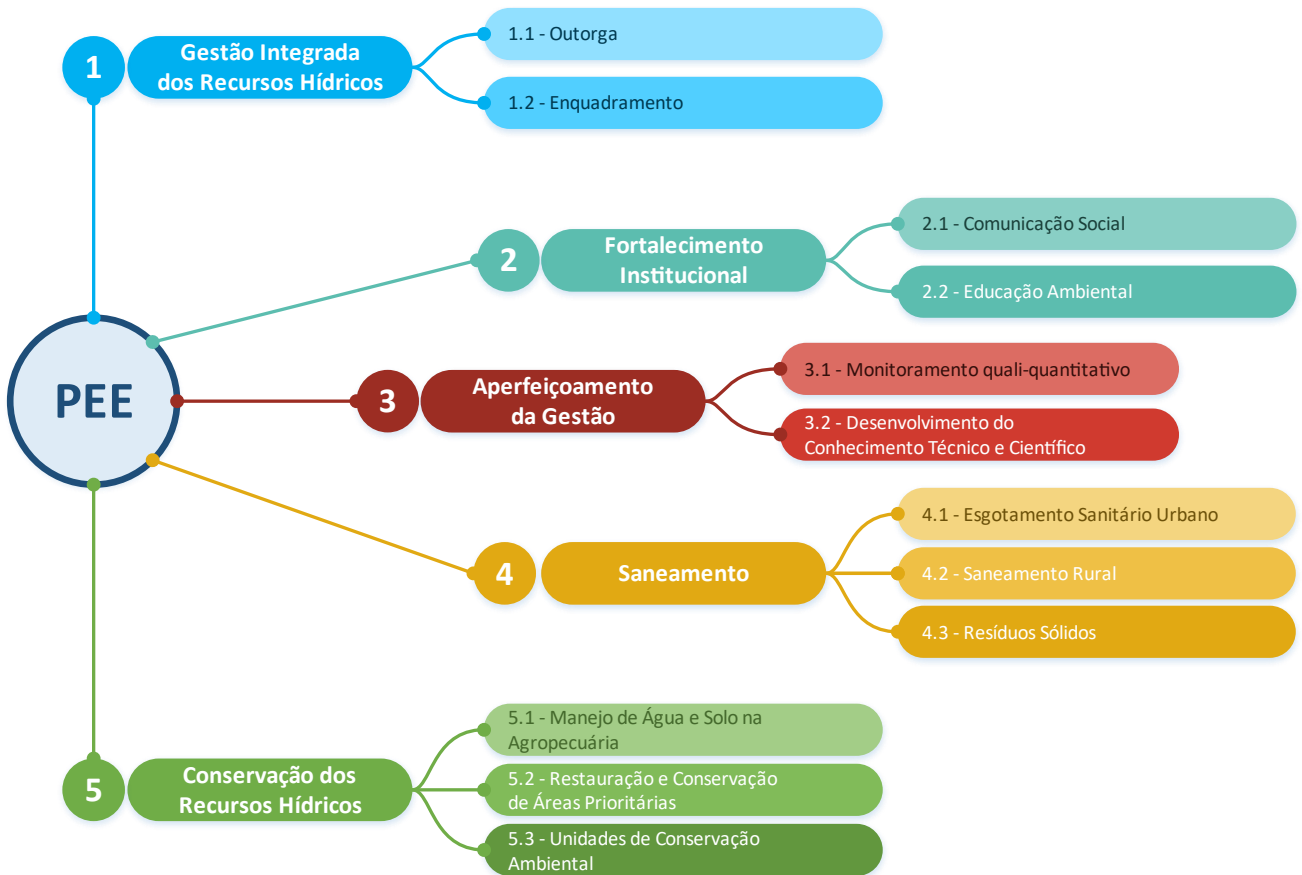 PEE
1
Gestão Integrada
dos Recursos Hídricos
1.1 - Outorga
1.2 - Enquadramento
2
Fortalecimento
Institucional
2.1 - Comunicação Social
2.2 - Educação Ambiental
3
Aperfeiçoamento
da Gestão
3.1 - Monitoramento quali-quantitativo
3.2 - Desenvolvimento do
Conhecimento Técnico e Científico
4
Saneamento
4.1 - Esgotamento Sanitário Urbano
4.2 - Saneamento Rural
4.3 - Resíduos Sólidos
5
Conservação dos
Recursos Hídricos
5.1 - Manejo de Água e Solo na
Agropecuária
5.2 - Restauração e Conservação
de Áreas Prioritárias
5.3 - Unidades de Conservação
Ambiental